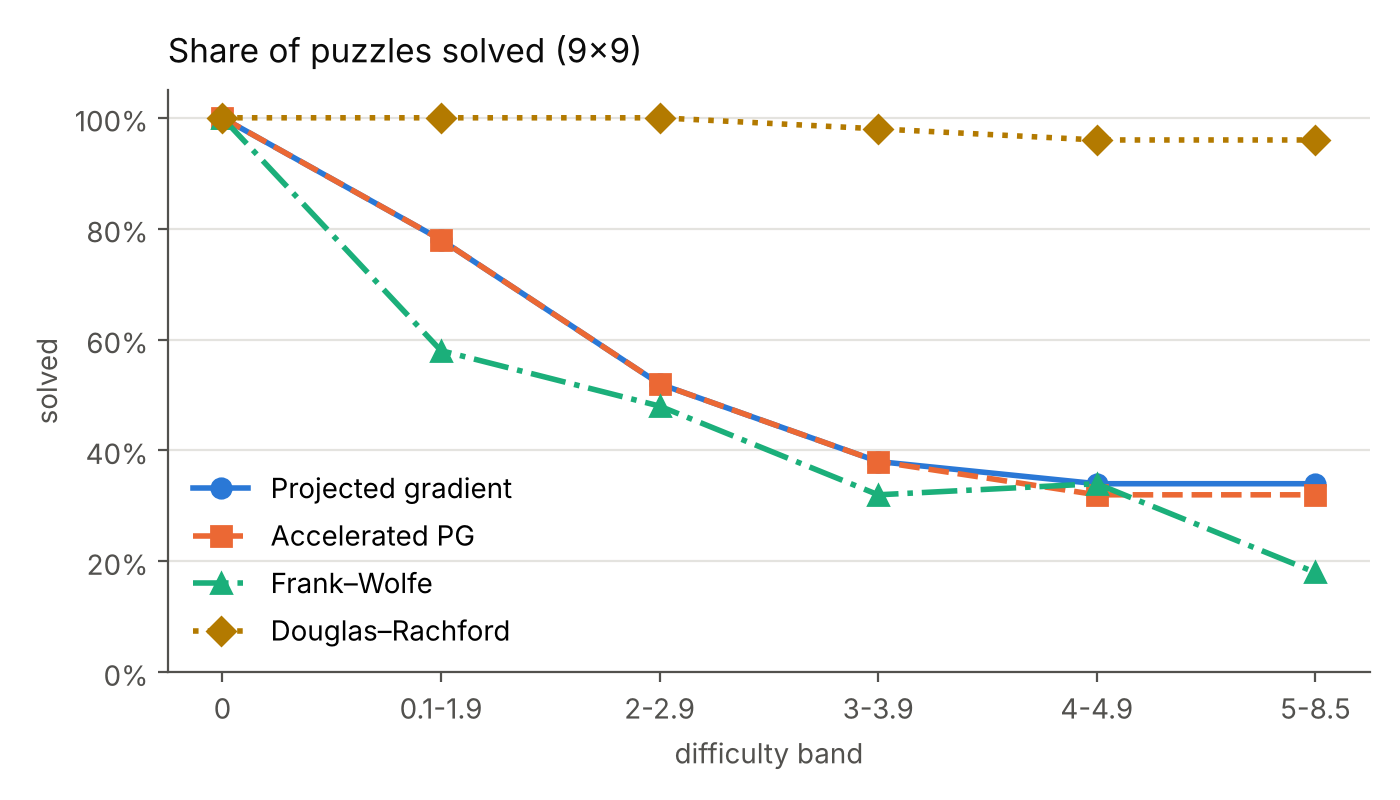 Share of puzzles solved (9×9)
100%
80%
60%
40%
20%
0%
solved
Projected gradient
Accelerated PG
Frank–Wolfe
Douglas–Rachford
0
0.1-1.9
2-2.9
3-3.9
4-4.9
5-8.5
difficulty band